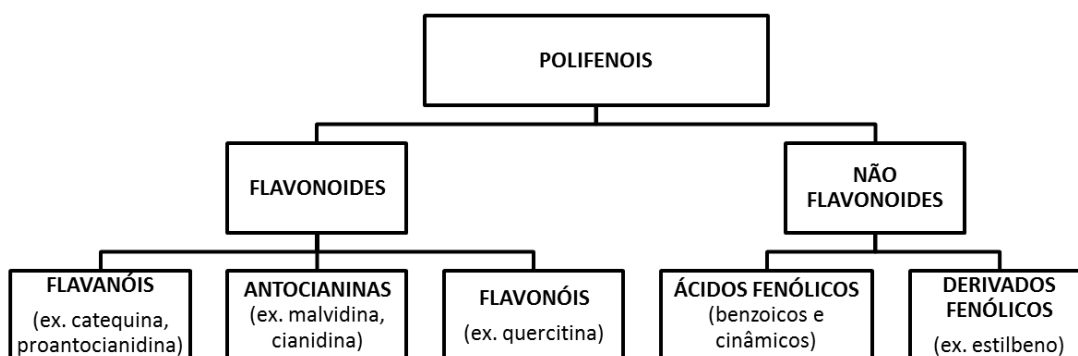 POLIFENOIS
FLAVONOIDES
NÃO
FLAVONOIDES
FLAVANÓIS
(ex. catequina,
proantocianidina)
ANTOCIANINAS
(ex. malvidina,
cianidina)
FLAVONÓIS
(ex. quercitina)
ÁCIDOS FENÓLICOS
(benzoicos e
cinâmicos)
DERIVADOS
FENÓLICOS
(ex. estilbeno)